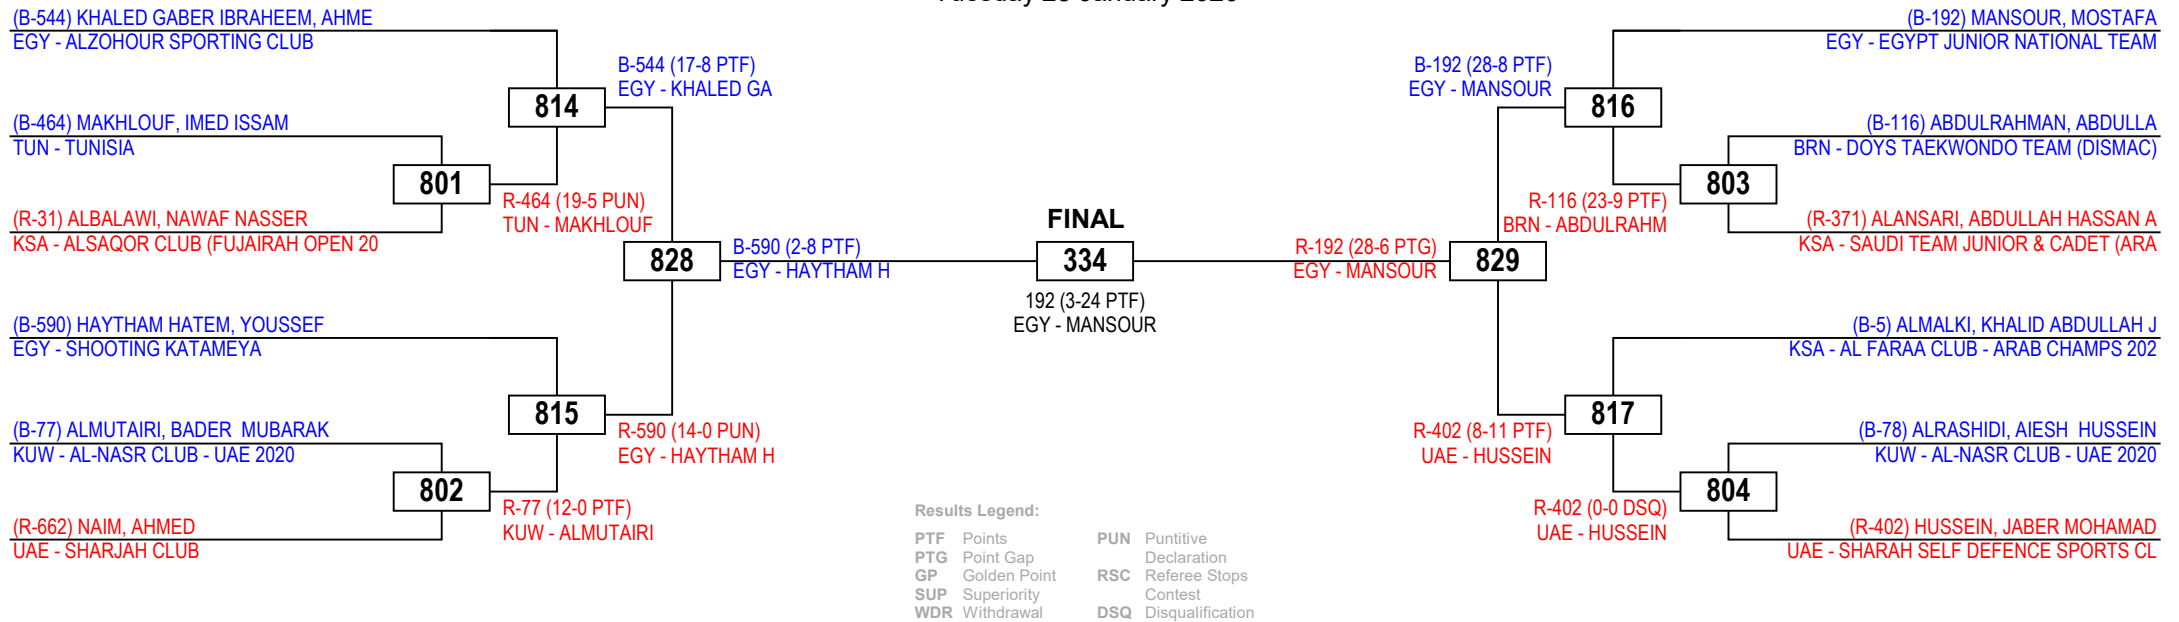 (B-544) KHALED GABER IBRAHEEM, AHME
EGY - ALZOHOUR SPORTING CLUB
B-544 (17-8 PTF)
EGY - KHALED GA
814
(B-464) MAKHLOUF, IMED ISSAM
TUN - TUNISIA
801
R-464 (19-5 PUN)
TUN - MAKHLOUF
(R-31) ALBALAWI, NAWAF NASSER
KSA - ALSAQOR CLUB (FUJAIRAH OPEN 20
828
B-590 (2-8 PTF)
EGY - HAYTHAM H
(B-590) HAYTHAM HATEM, YOUSSEF
EGY - SHOOTING KATAMEYA
815
R-590 (14-0 PUN)
EGY - HAYTHAM H
(B-77) ALMUTAIRI, BADER  MUBARAK
KUW - AL-NASR CLUB - UAE 2020
802
R-77 (12-0 PTF)
KUW - ALMUTAIRI
(R-662) NAIM, AHMED
UAE - SHARJAH CLUB
FINAL
334
192 (3-24 PTF)
EGY - MANSOUR
(B-192) MANSOUR, MOSTAFA
EGY - EGYPT JUNIOR NATIONAL TEAM
B-192 (28-8 PTF)
EGY - MANSOUR
816
(B-116) ABDULRAHMAN, ABDULLA
BRN - DOYS TAEKWONDO TEAM (DISMAC)
803
R-116 (23-9 PTF)
BRN - ABDULRAHM
(R-371) ALANSARI, ABDULLAH HASSAN A
KSA - SAUDI TEAM JUNIOR & CADET (ARA
R-192 (28-6 PTG)
EGY - MANSOUR
829
(B-5) ALMALKI, KHALID ABDULLAH J
KSA - AL FARAA CLUB - ARAB CHAMPS 202
817
R-402 (8-11 PTF)
UAE - HUSSEIN
(B-78) ALRASHIDI, AIESH  HUSSEIN
KUW - AL-NASR CLUB - UAE 2020
804
R-402 (0-0 DSQ)
UAE - HUSSEIN
(R-402) HUSSEIN, JABER MOHAMAD
UAE - SHARAH SELF DEFENCE SPORTS CL
Results Legend:
PTF Points
PTG Point Gap
GP Golden Point
SUP Superiority
WDR Withdrawal
PUN Puntitive
Declaration
RSC Referee Stops
Contest
DSQ Disqualification